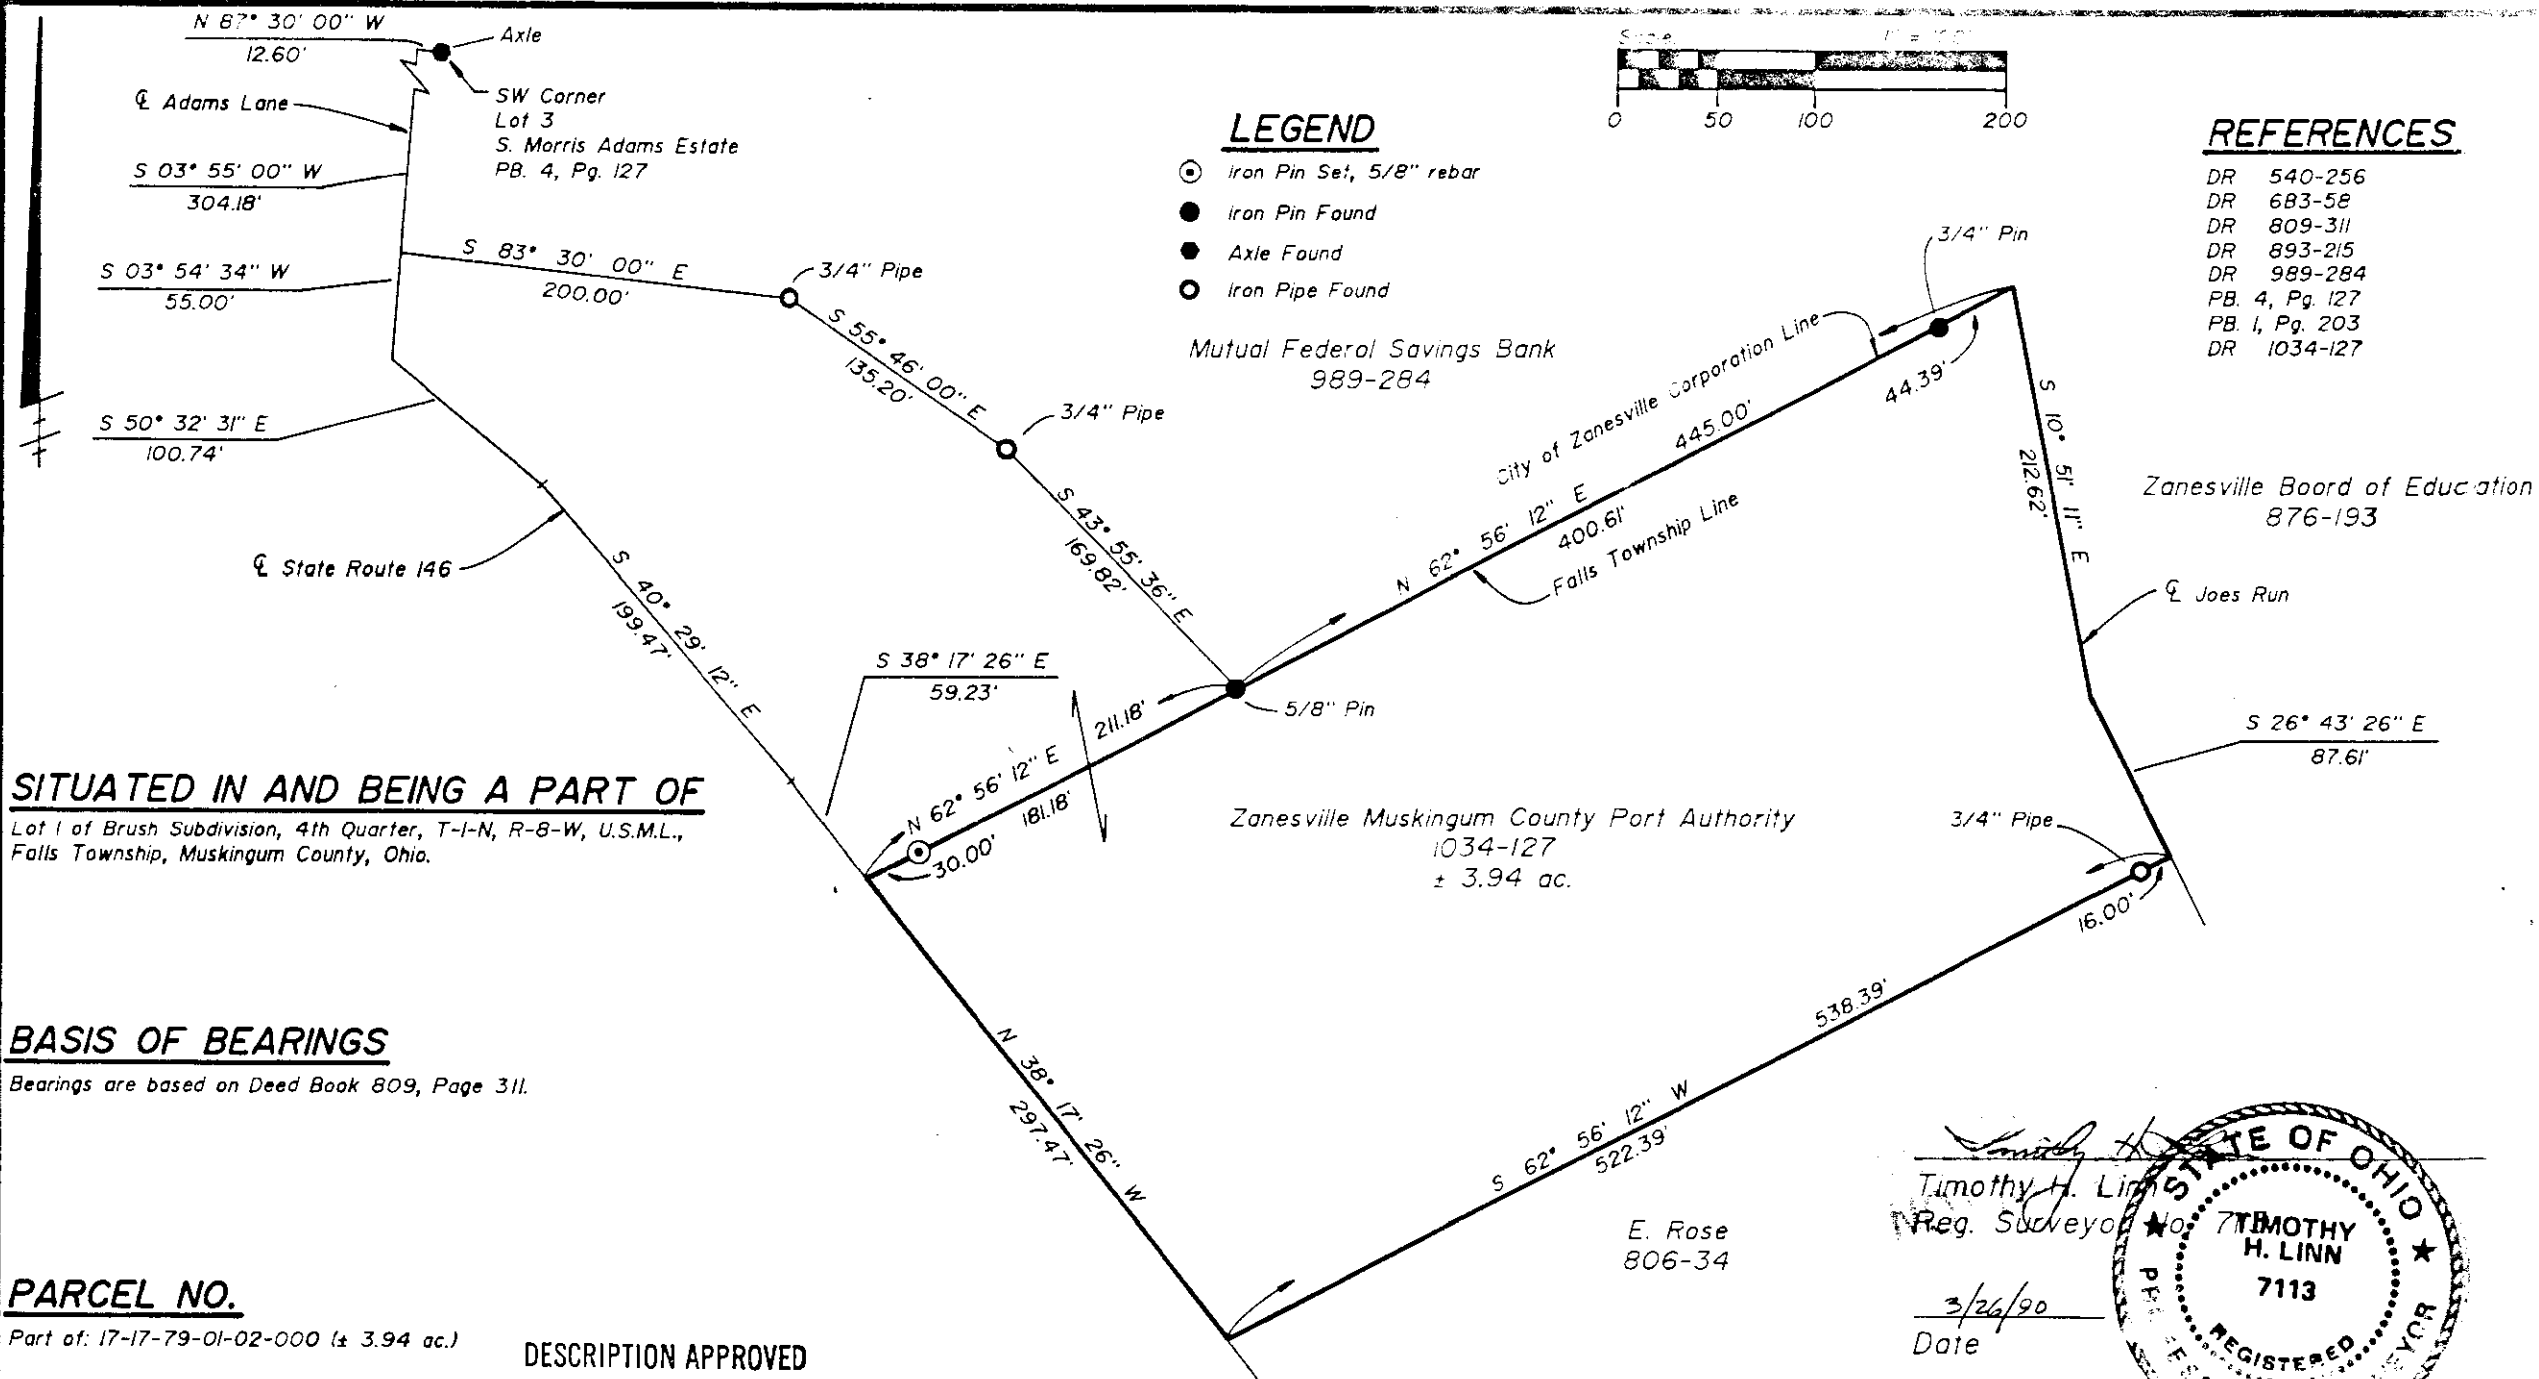 N 87° 30' 00" W
12.60'
Axle
℄ Adams Lane
SW Corner
Lot 3
S. Morris Adams Estate
PB. 4, Pg. 127
S 03° 55' 00" W
304.18'
S 03° 54' 34" W
55.00'
S 50° 32' 31" E
100.74'
S 83° 30' 00" E
200.00'
3/4" Pipe
S 55° 46' 00" E
135.20'
3/4" Pipe
S 43° 55' 36" E
169.82'
℄ State Route 146
S 40° 29' 12" E
199.47'
S 38° 17' 26" E
59.23'
LEGEND
Iron Pin Set, 5/8" rebar
Iron Pin Found
Axle Found
Iron Pipe Found
Mutual Federal Savings Bank
989-284
Scale
0 50 100 200
REFERENCES
DR 540-256
DR 683-58
DR 809-311
DR 893-215
DR 989-284
PB. 4, Pg. 127
PB. 1, Pg. 203
DR 1034-127
3/4" Pin
City of Zanesville Corporation Line
445.00'
44.39'
N 62° 56' 12" E
400.61'
Falls Township Line
S 10° 51' 11" E
212.62'
Zanesville Board of Education
876-193
℄ Joes Run
S 26° 43' 26" E
87.61'
5/8" Pin
211.18'
N 62° 56' 12" E
181.18'
30.00'
Zanesville Muskingum County Port Authority
1034-127
± 3.94 ac.
3/4" Pipe
16.00'
538.39'
S 62° 56' 12" W
522.39'
N 38° 17' 26" W
297.47'
E. Rose
806-34
SITUATED IN AND BEING A PART OF
Lot 1 of Brush Subdivision, 4th Quarter, T-1-N, R-8-W, U.S.M.L.,
Falls Township, Muskingum County, Ohio.
BASIS OF BEARINGS
Bearings are based on Deed Book 809, Page 311.
PARCEL NO.
Part of: 17-17-79-01-02-000 (± 3.94 ac.)
DESCRIPTION APPROVED
Timothy H. Linn
Reg. Surveyor No.
3/26/90
Date
STATE OF OHIO
TIMOTHY
H. LINN
7113
REGISTERED